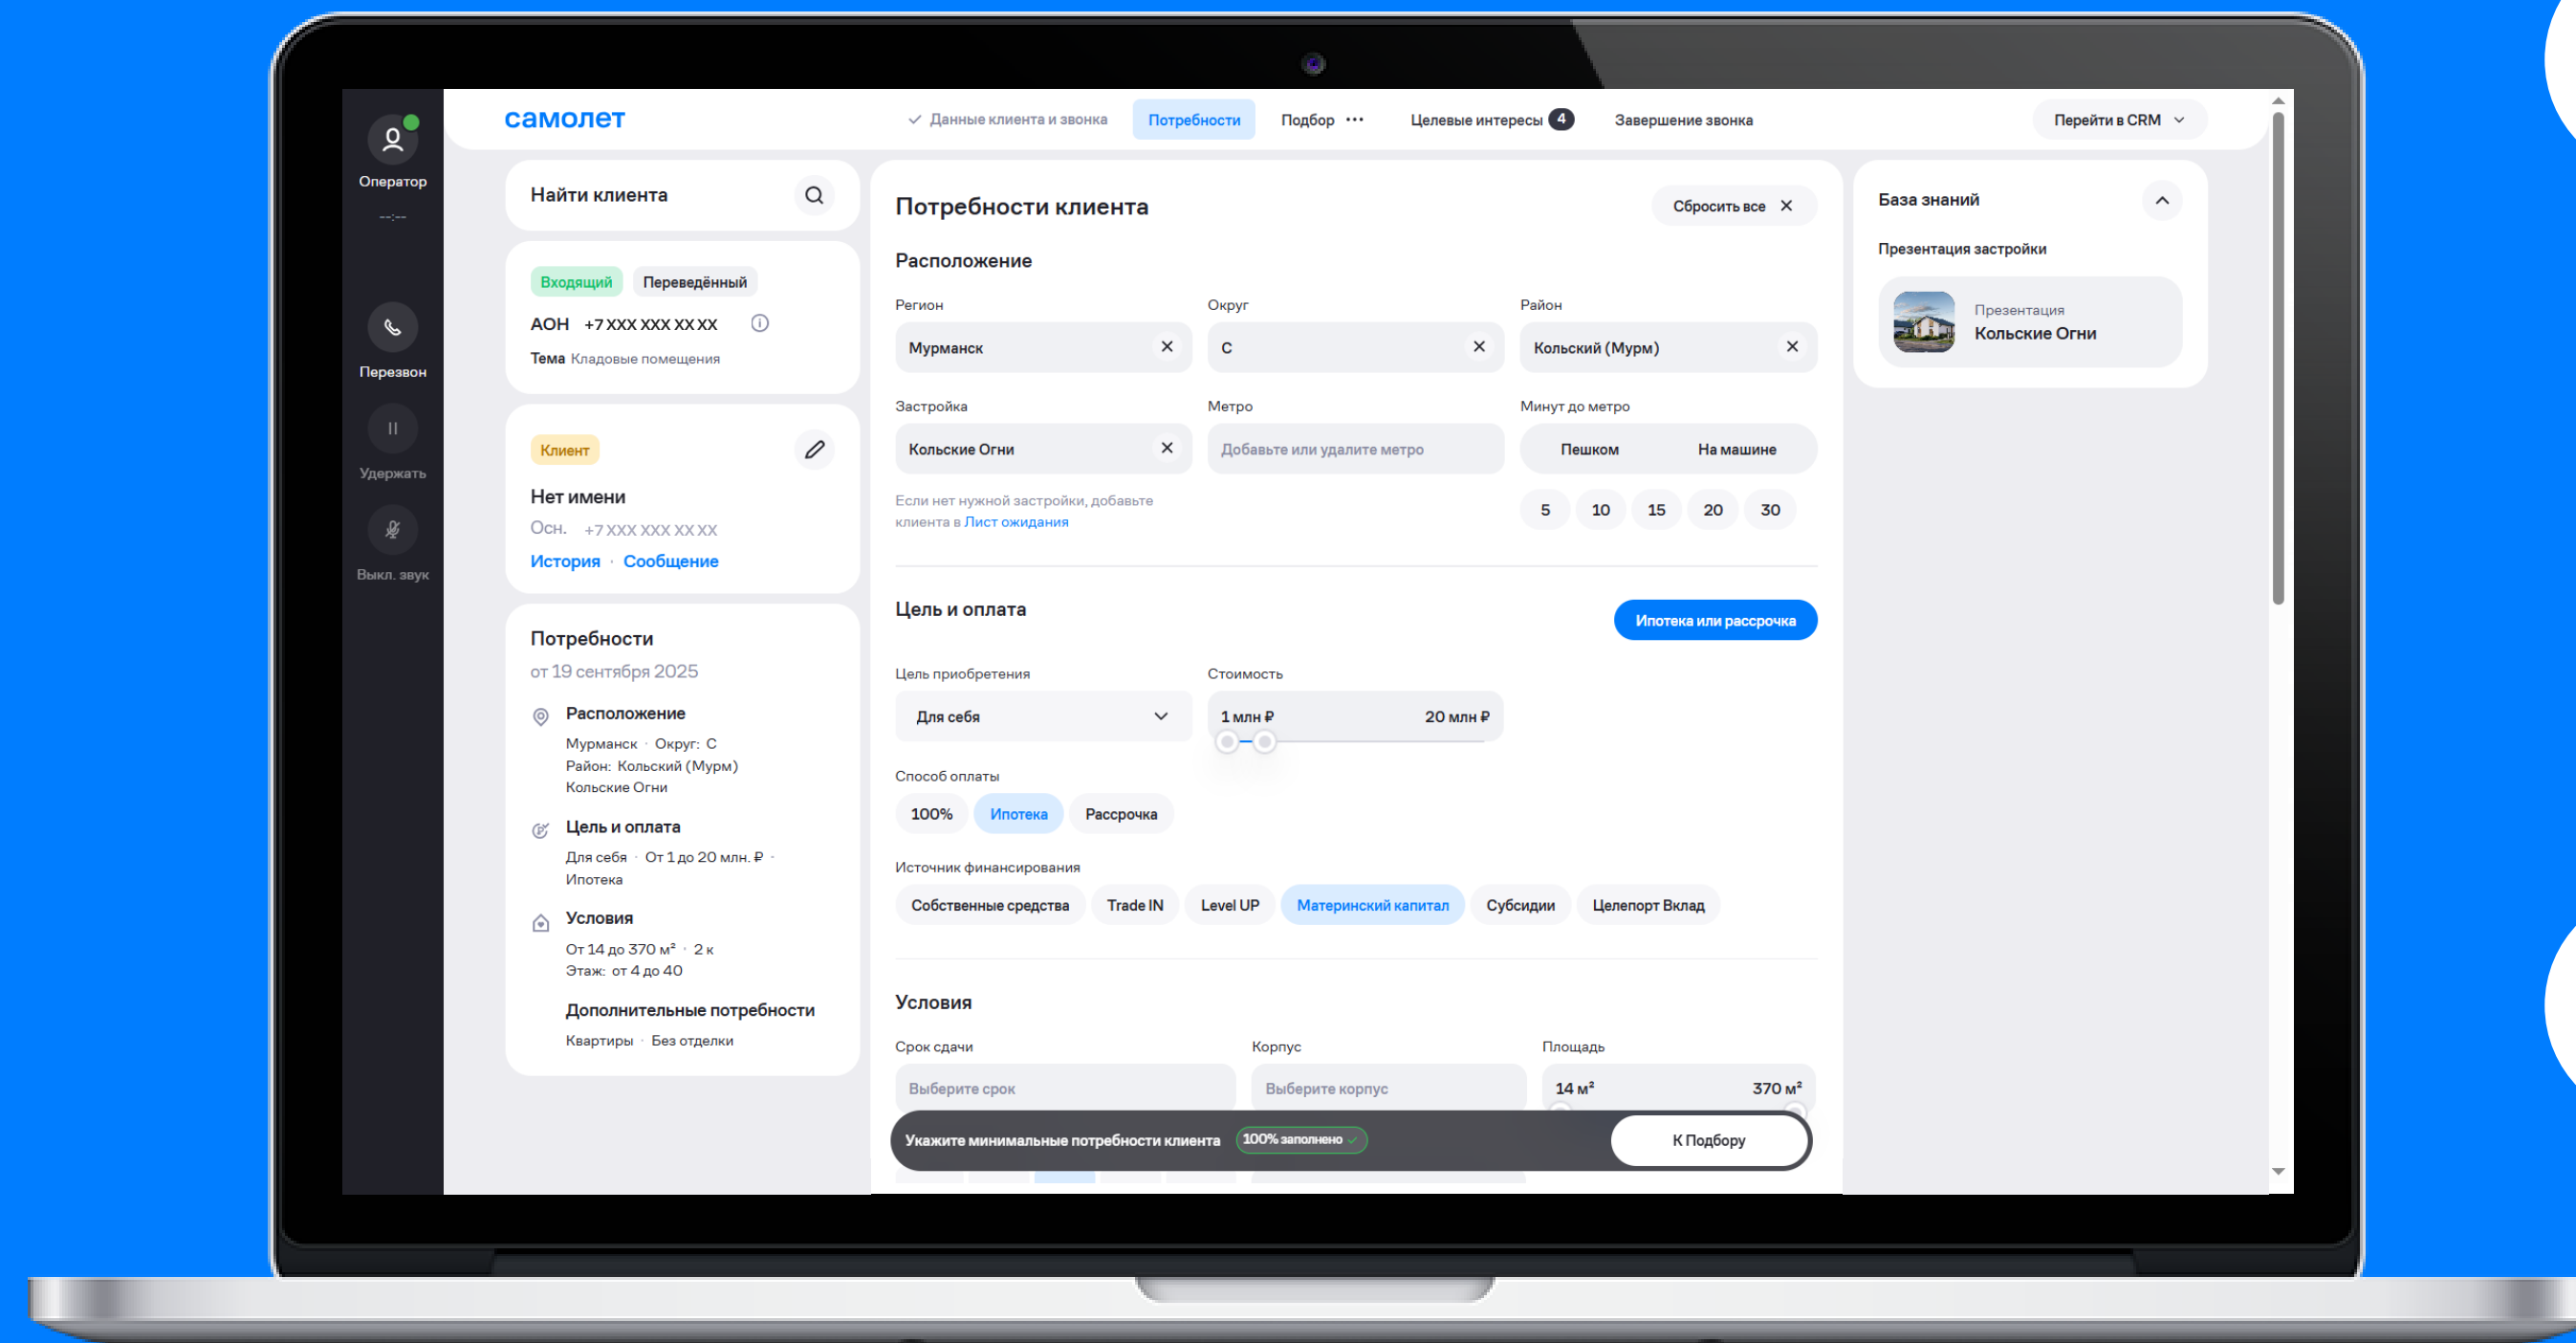 Оператор
--:--
Перезвон
Удержать
Выкл. звук
самолет
Данные клиента и звонка
Потребности
Подбор
Целевые интересы 4
Завершение звонка
Перейти в CRM
Найти клиента
Входящий Переведённый
АОН +7 XXX XXX XX XX
Тема Кладовые помещения
Клиент
Нет имени
Осн. +7 XXX XXX XX XX
История · Сообщение
Потребности
от 19 сентября 2025
Расположение
Мурманск · Округ: С
Район: Кольский (Мурм)
Кольские Огни
Цель и оплата
Для себя · От 1 до 20 млн. ₽ ·
Ипотека
Условия
От 14 до 370 м² · 2 к
Этаж: от 4 до 40
Дополнительные потребности
Квартиры · Без отделки
Потребности клиента
Сбросить все
Расположение
Регион Округ Район
Мурманск С Кольский (Мурм)
Застройка Метро Минут до метро
Кольские Огни Добавьте или удалите метро Пешком На машине
Если нет нужной застройки, добавьте
клиента в Лист ожидания
5 10 15 20 30
Цель и оплата
Ипотека или рассрочка
Цель приобретения Стоимость
Для себя 1 млн ₽ 20 млн ₽
Способ оплаты
100% Ипотека Рассрочка
Источник финансирования
Собственные средства Trade IN Level UP Материнский капитал Субсидии Целепорт Вклад
Условия
Срок сдачи Корпус Площадь
Выберите срок Выберите корпус 14 м² 370 м²
Укажите минимальные потребности клиента 100% заполнено К Подбору
База знаний
Презентация застройки
Презентация
Кольские Огни